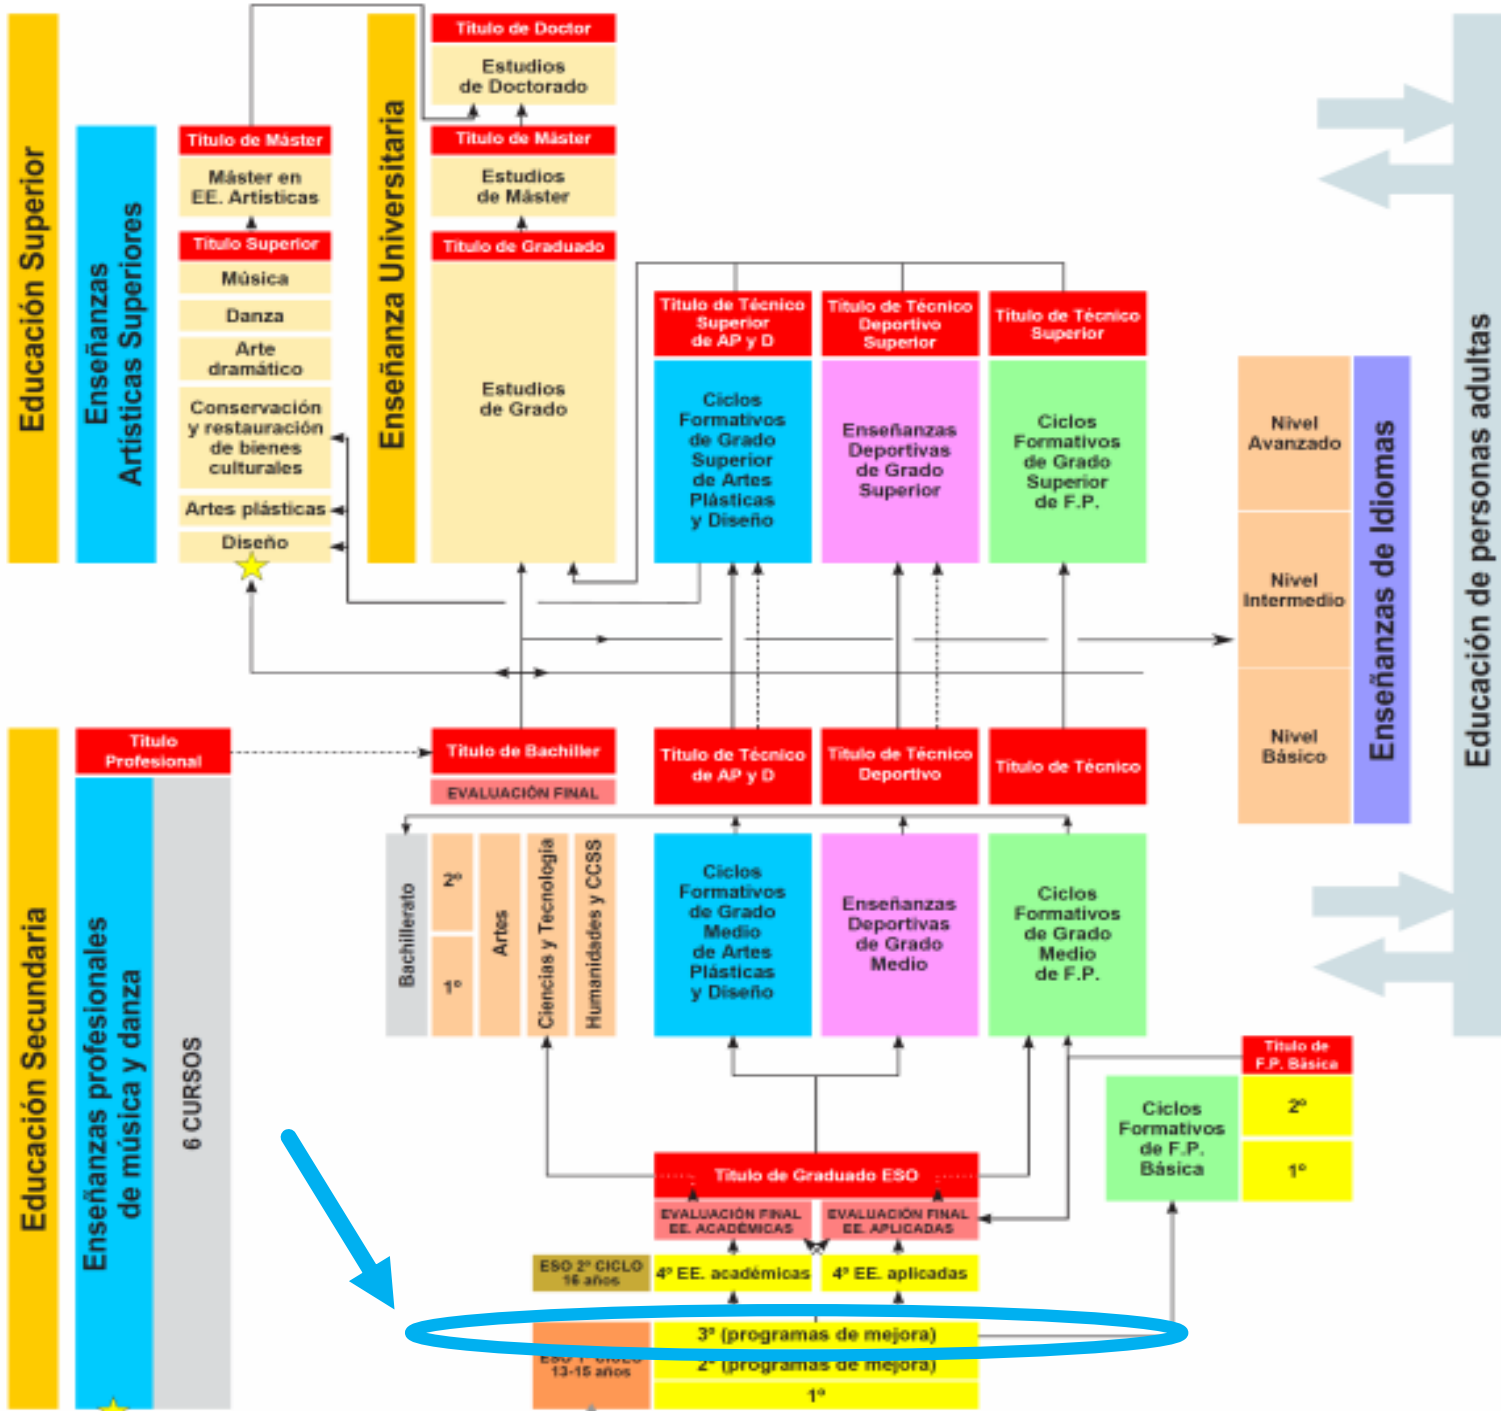 Educación Superior
Enseñanzas
Artísticas Superiores
Título de Máster
Máster en
EE. Artísticas
Título Superior
Música
Danza
Arte
dramático
Conservación
y restauración
de bienes
culturales
Artes plásticas
Diseño
Enseñanza Universitaria
Título de Doctor
Estudios
de Doctorado
Título de Máster
Estudios
de Máster
Título de Graduado
Estudios
de Grado
Título de Técnico
Superior
de AP y D
Ciclos
Formativos
de Grado
Superior
de Artes
Plásticas
y Diseño
Título de Técnico
Deportivo
Superior
Enseñanzas
Deportivas
de Grado
Superior
Título de Técnico
Superior
Ciclos
Formativos
de Grado
Superior
de F.P.
Nivel
Avanzado
Nivel
Intermedio
Nivel
Básico
Enseñanzas de Idiomas
Educación de personas adultas
Educación Secundaria
Título
Profesional
Enseñanzas profesionales
de música y danza
6 CURSOS
Título de Bachiller
EVALUACIÓN FINAL
Bachillerato
2º
1º
Artes
Ciencias y Tecnología
Humanidades y CCSS
Título de Técnico
de AP y D
Ciclos
Formativos
de Grado
Medio
de Artes
Plásticas
y Diseño
Título de Técnico
Deportivo
Enseñanzas
Deportivas
de Grado
Medio
Título de Técnico
Ciclos
Formativos
de Grado
Medio
de F.P.
Título de
F.P. Básica
Ciclos
Formativos
de F.P.
Básica
2º
1º
Título de Graduado ESO
EVALUACIÓN FINAL
EE. ACADÉMICAS
EVALUACIÓN FINAL
EE. APLICADAS
ESO 2º CICLO
16 años
4º EE. académicas
4º EE. aplicadas
3º (programas de mejora)
ESO 1º CICLO
13-15 años
2º (programas de mejora)
1º